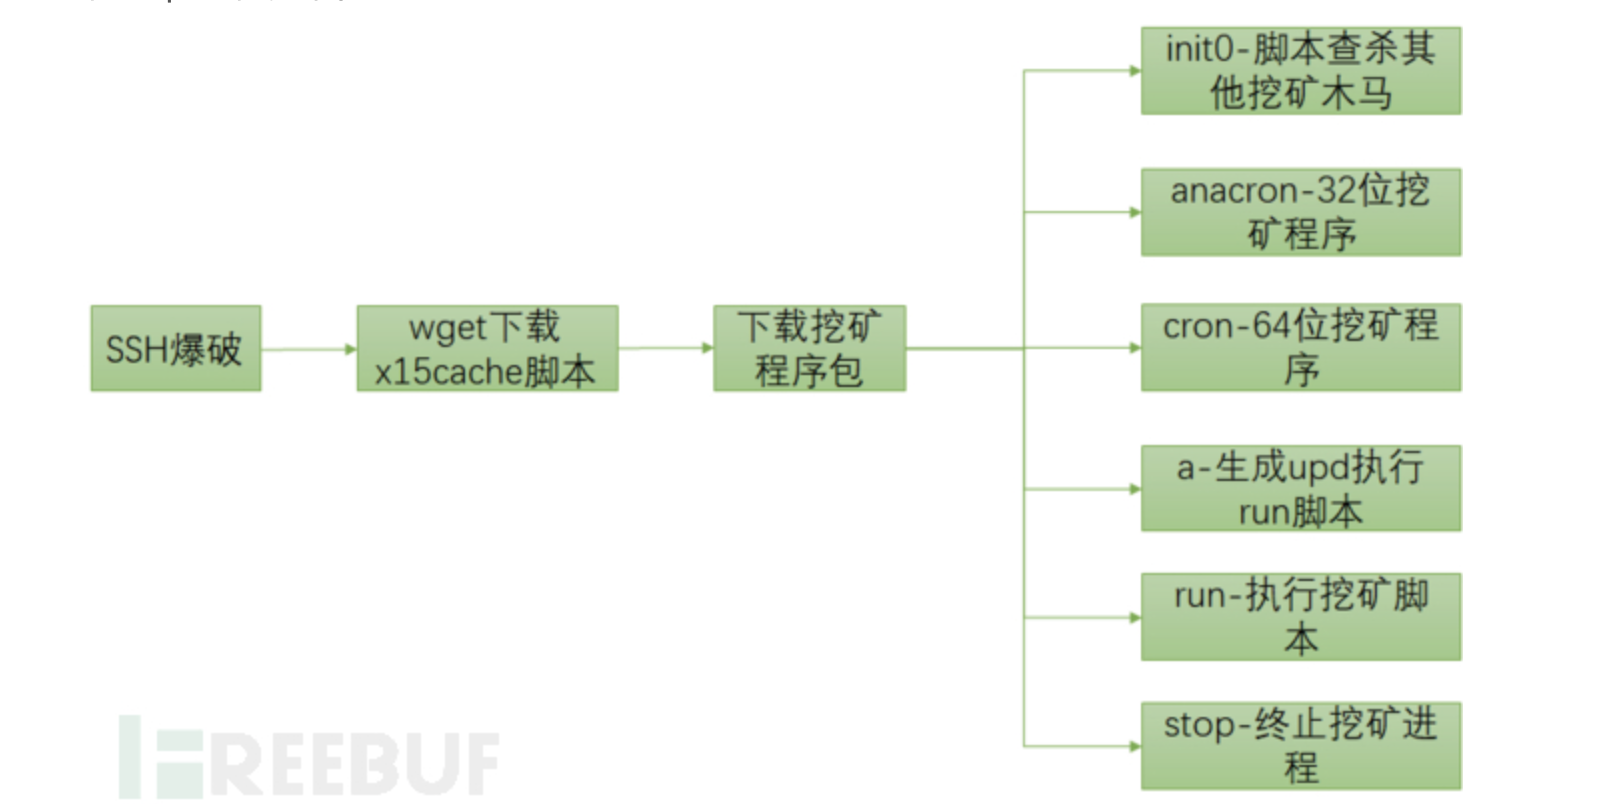 SSH爆破
wget下载
x15cache脚本
下载挖矿
程序包
init0-脚本查杀其
他挖矿木马
anacron-32位挖
矿程序
cron-64位挖矿程
序
a-生成upd执行
run脚本
run-执行挖矿脚
本
stop-终止挖矿进
程
FREEBUF